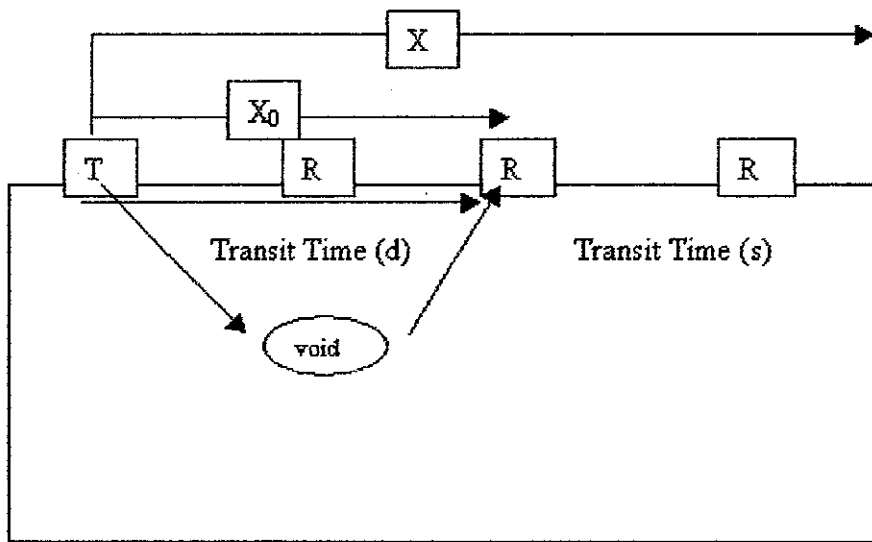 X
X₀
T R R R
Transit Time (d) Transit Time (s)
void